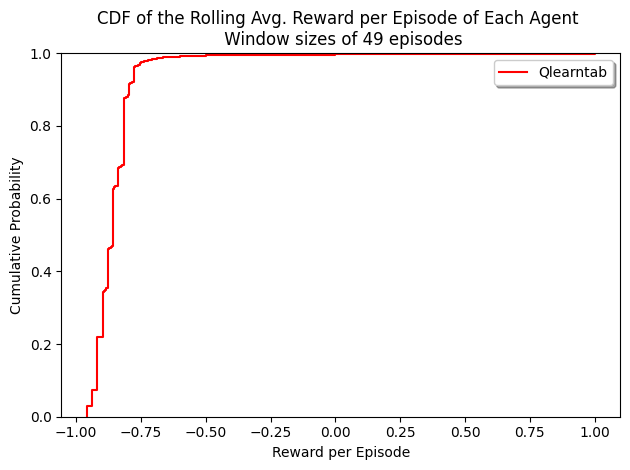 CDF of the Rolling Avg. Reward per Episode of Each Agent
Window sizes of 49 episodes
Qlearntab
1.0
0.8
0.6
0.4
0.2
0.0
Cumulative Probability
−1.00 −0.75 −0.50 −0.25 0.00 0.25 0.50 0.75 1.00
Reward per Episode